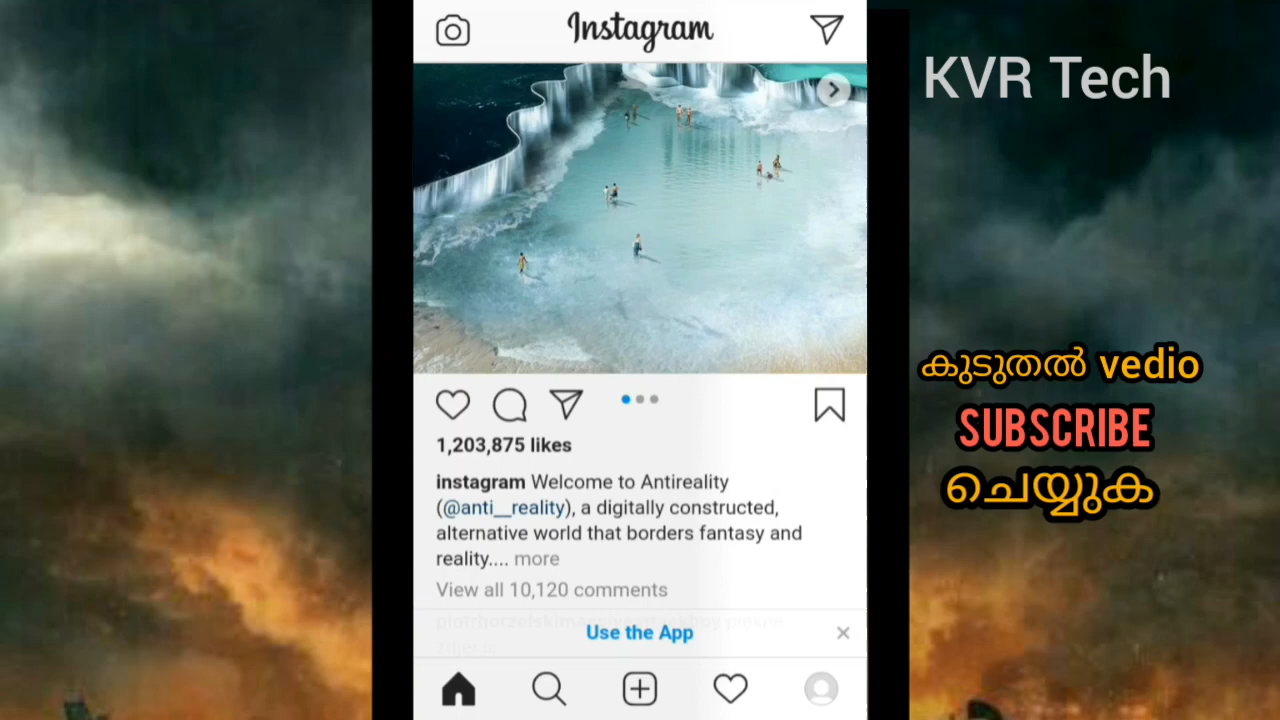 Instagram
KVR Tech
കുടുതൽ vedio
SUBSCRIBE
ചെയ്യുക
1,203,875 likes
instagram Welcome to Antireality
(@anti__reality), a digitally constructed,
alternative world that borders fantasy and
reality.... more
View all 10,120 comments
Use the App